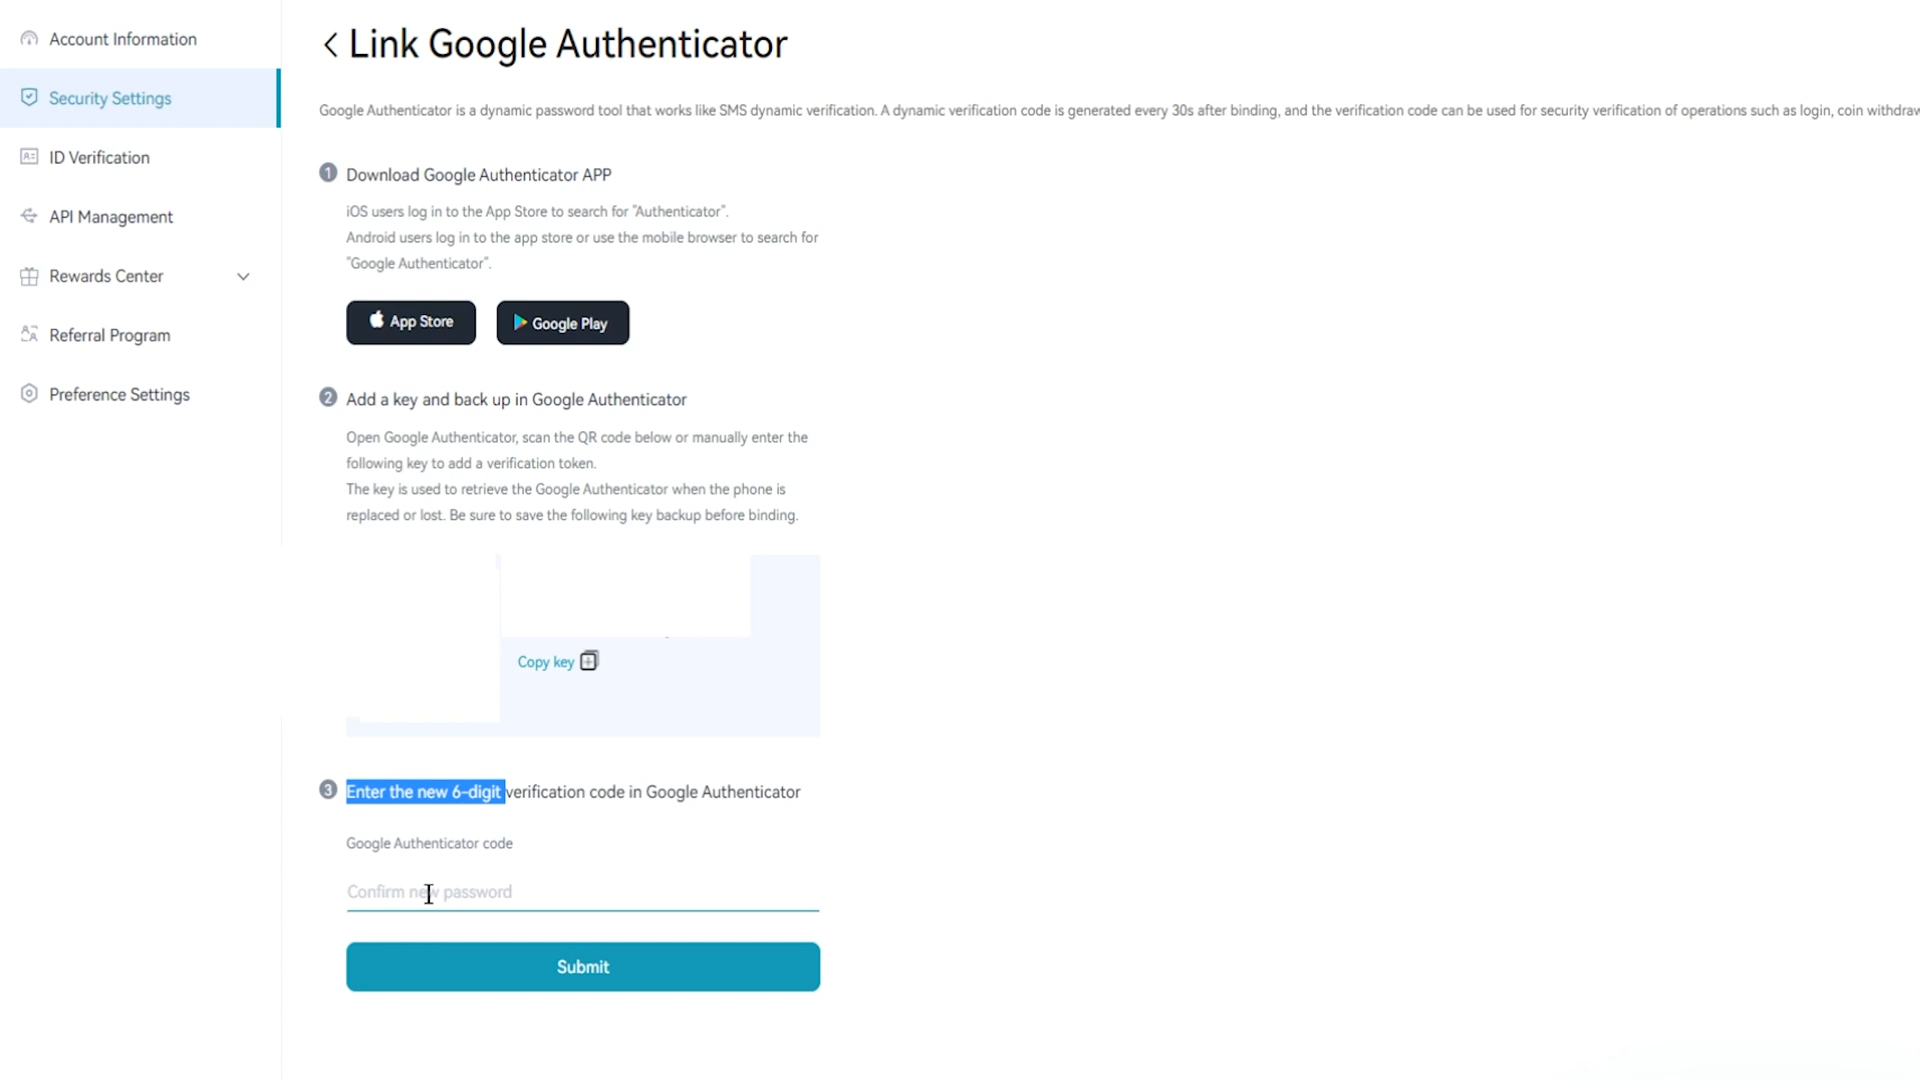 Account Information
Security Settings
ID Verification
API Management
Rewards Center
Referral Program
Preference Settings
Link Google Authenticator
Google Authenticator is a dynamic password tool that works like SMS dynamic verification. A dynamic verification code is generated every 30s after binding, and the verification code can be used for security verification of operations such as login, coin withdraw
1 Download Google Authenticator APP
iOS users log in to the App Store to search for "Authenticator".
Android users log in to the app store or use the mobile browser to search for
"Google Authenticator".
App Store
Google Play
2 Add a key and back up in Google Authenticator
Open Google Authenticator, scan the QR code below or manually enter the
following key to add a verification token.
The key is used to retrieve the Google Authenticator when the phone is
replaced or lost. Be sure to save the following key backup before binding.
Copy key
3 Enter the new 6-digit verification code in Google Authenticator
Google Authenticator code
Confirm new password
Submit